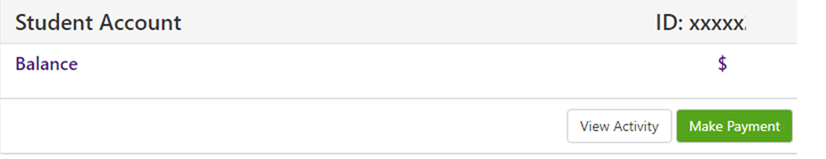 Student Account ID: xxxxx
Balance $
View Activity Make Payment